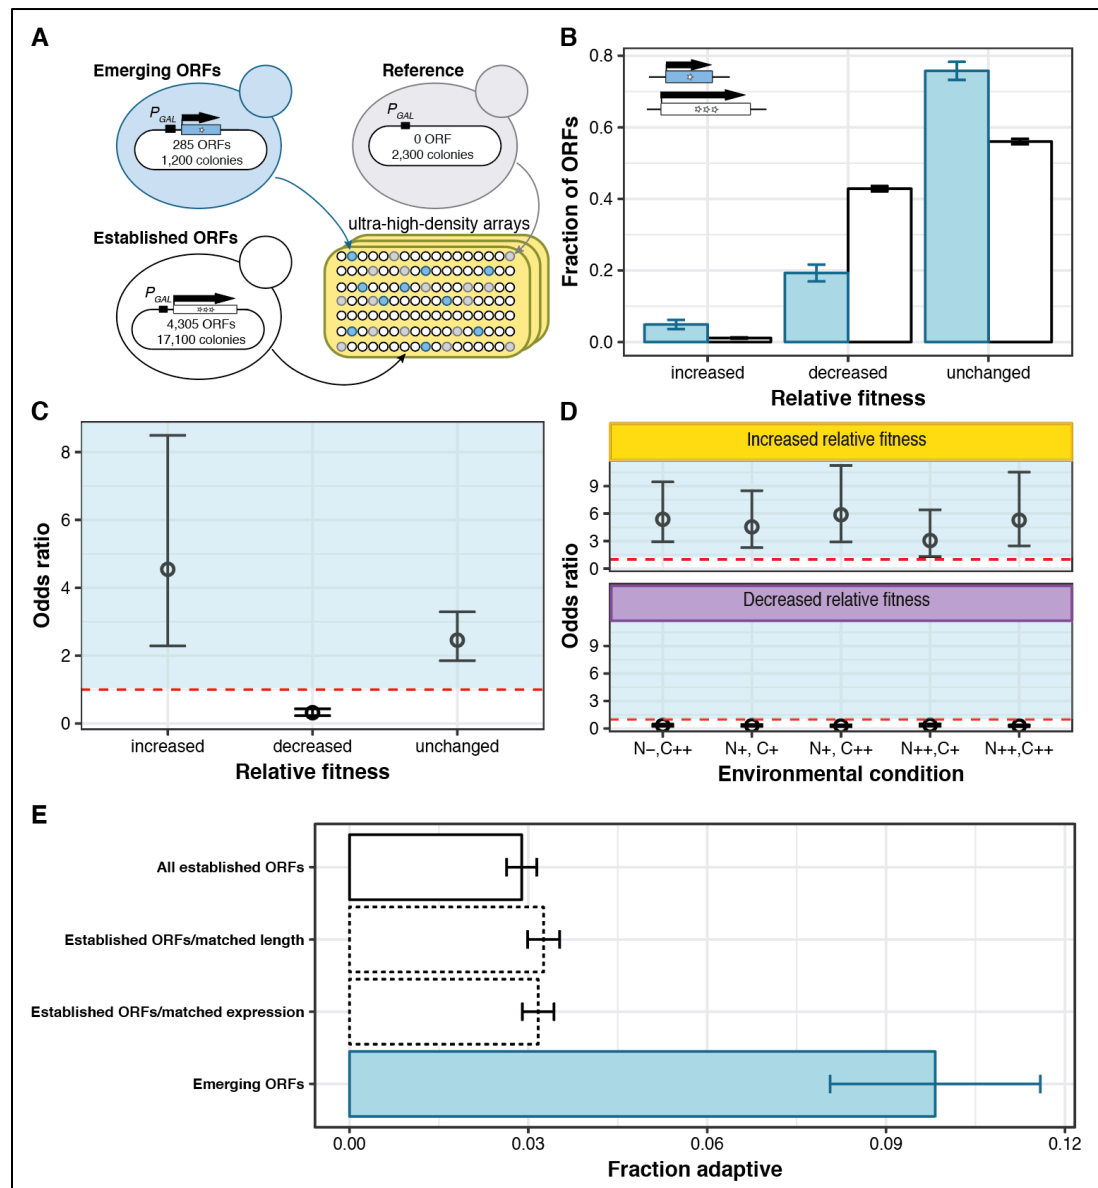 A
Emerging ORFs
PGAL
285 ORFs
1,200 colonies
Reference
PGAL
0 ORF
2,300 colonies
Established ORFs
PGAL
4,305 ORFs
17,100 colonies
ultra-high-density arrays
B
Fraction of ORFs
0.8
0.6
0.4
0.2
0.0
increased decreased unchanged
Relative fitness
C
Odds ratio
8
6
4
2
0
increased decreased unchanged
Relative fitness
D
Odds ratio
Increased relative fitness
9
6
3
0
Decreased relative fitness
9
6
3
0
N−,C++ N+, C+ N+, C++ N++,C+ N++,C++
Environmental condition
E
All established ORFs
Established ORFs/matched length
Established ORFs/matched expression
Emerging ORFs
0.00 0.03 0.06 0.09 0.12
Fraction adaptive